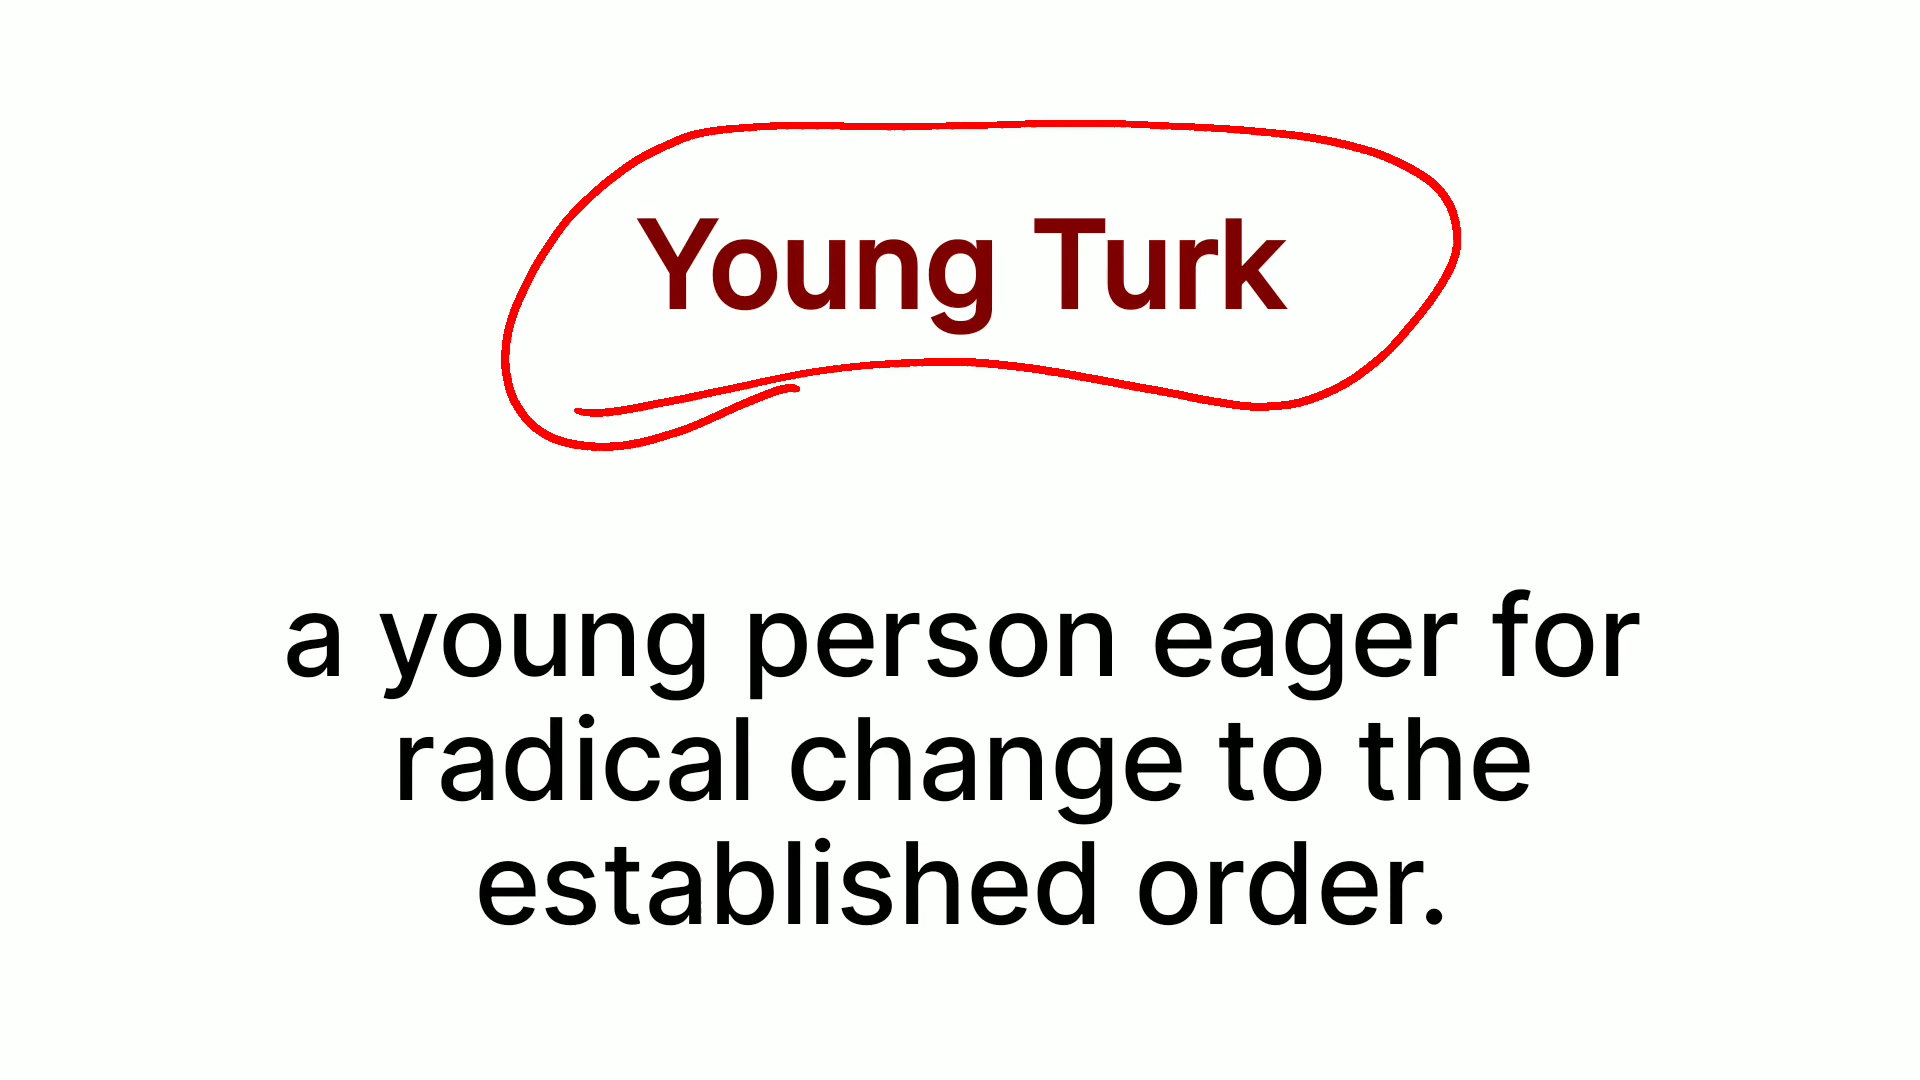 Young Turk
a young person eager for
radical change to the
established order.